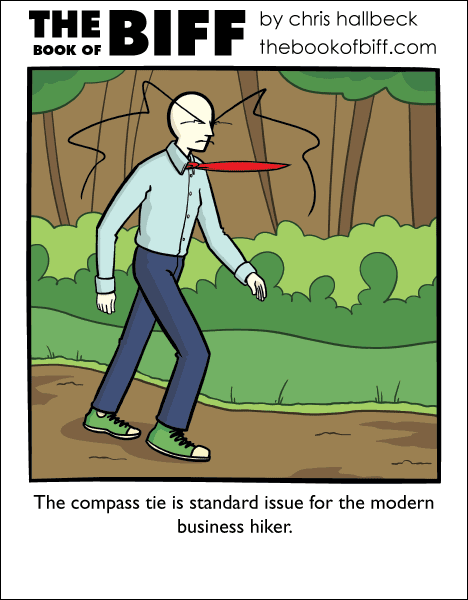 THE
BOOK OF
BIFF
by chris hallbeck
thebookofbiff.com
The compass tie is standard issue for the modern
business hiker.